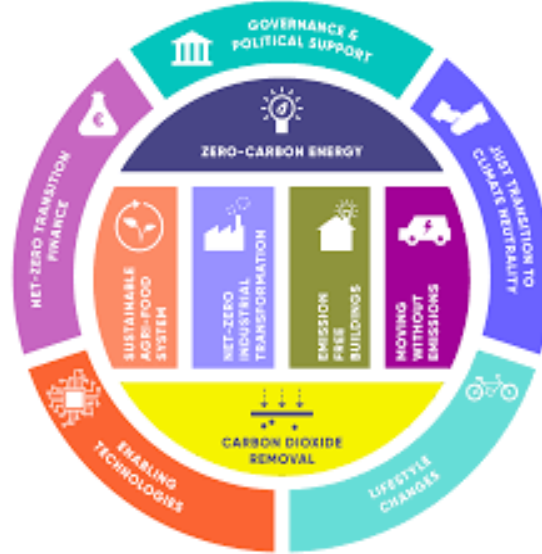 GOVERNANCE &
POLITICAL SUPPORT
JUST TRANSITION TO
CLIMATE NEUTRALITY
LIFESTYLE
CHANGES
ENABLING
TECHNOLOGIES
NET-ZERO TRANSITION
FINANCE
€
ZERO-CARBON ENERGY
SUSTAINABLE
AGRI-FOOD
SYSTEM
NET-ZERO
INDUSTRIAL
TRANSFORMATION
EMISSION
FREE
BUILDINGS
MOVING
WITHOUT
EMISSIONS
CARBON DIOXIDE
REMOVAL